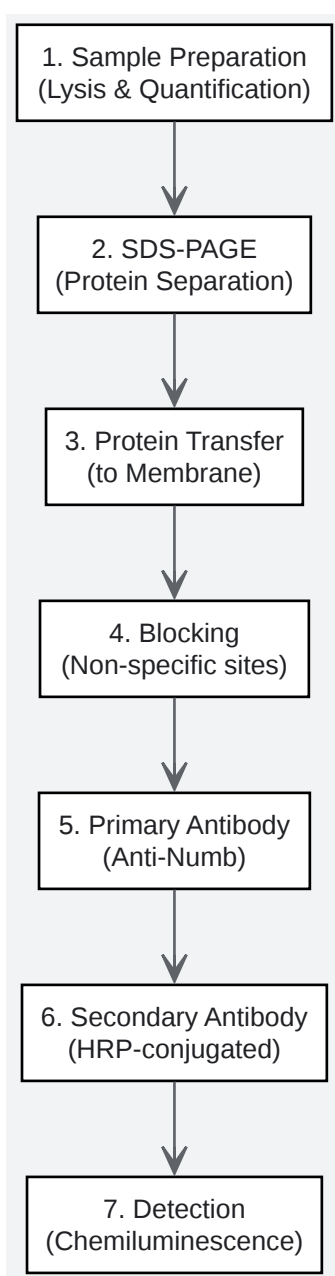 1. Sample Preparation
(Lysis & Quantification)
2. SDS-PAGE
(Protein Separation)
3. Protein Transfer
(to Membrane)
4. Blocking
(Non-specific sites)
5. Primary Antibody
(Anti-Numb)
6. Secondary Antibody
(HRP-conjugated)
7. Detection
(Chemiluminescence)